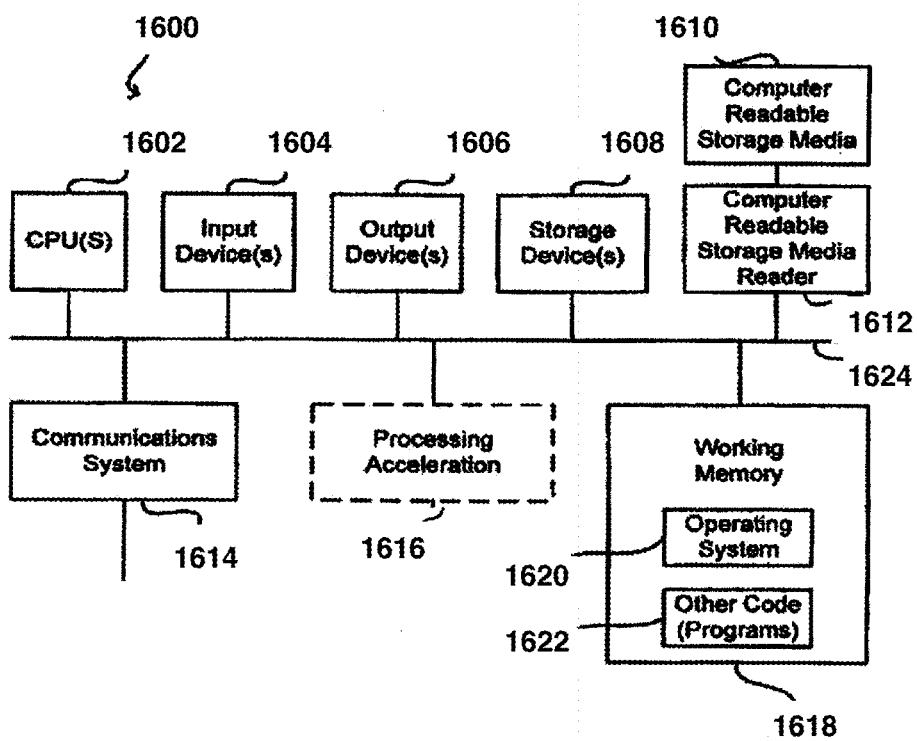 1600
1610
Computer
Readable
Storage Media
1602
1604
1606
1608
CPU(S)
Input
Device(s)
Output
Device(s)
Storage
Device(s)
Computer
Readable
Storage Media
Reader
1612
1624
Communications
System
1614
Processing
Acceleration
1616
Working
Memory
Operating
System
1620
Other Code
(Programs)
1622
1618